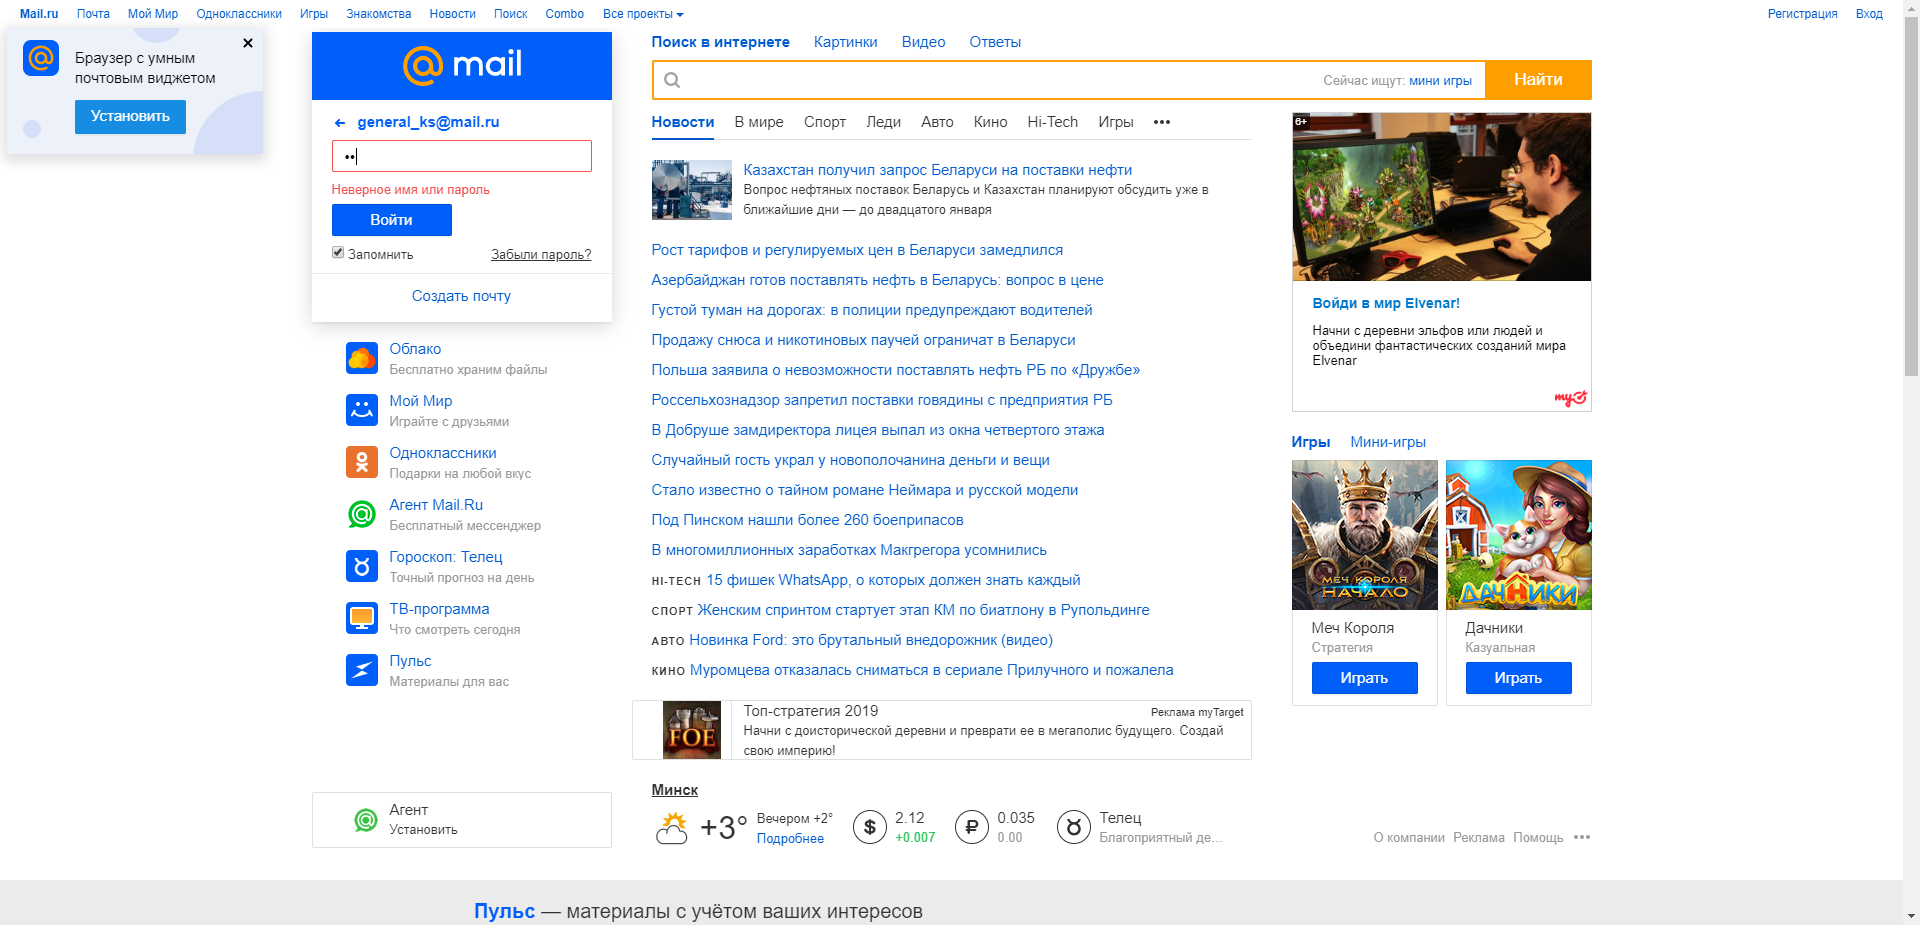 Mail.ru Почта Мой Мир Одноклассники Игры Знакомства Новости Поиск Combo Все проекты Регистрация Вход
Браузер с умным
почтовым виджетом
Установить
@mail
general_ks@mail.ru
••
Неверное имя или пароль
Войти
Запомнить Забыли пароль?
Создать почту
Облако
Бесплатно храним файлы
Мой Мир
Играйте с друзьями
Одноклассники
Подарки на любой вкус
Агент Mail.Ru
Бесплатный мессенджер
Гороскоп: Телец
Точный прогноз на день
ТВ-программа
Что смотреть сегодня
Пульс
Материалы для вас
Агент
Установить
Поиск в интернете Картинки Видео Ответы
Сейчас ищут: мини игры Найти
Новости В мире Спорт Леди Авто Кино Hi-Tech Игры •••
Казахстан получил запрос Беларуси на поставки нефти
Вопрос нефтяных поставок Беларусь и Казахстан планируют обсудить уже в
ближайшие дни — до двадцатого января
Рост тарифов и регулируемых цен в Беларуси замедлился
Азербайджан готов поставлять нефть в Беларусь: вопрос в цене
Густой туман на дорогах: в полиции предупреждают водителей
Продажу снюса и никотиновых паучей ограничат в Беларуси
Польша заявила о невозможности поставлять нефть РБ по «Дружбе»
Россельхознадзор запретил поставки говядины с предприятия РБ
В Добруше замдиректора лицея выпал из окна четвертого этажа
Случайный гость украл у новополочанина деньги и вещи
Стало известно о тайном романе Неймара и русской модели
Под Пинском нашли более 260 боеприпасов
В многомиллионных заработках Макгрегора усомнились
HI-TECH 15 фишек WhatsApp, о которых должен знать каждый
СПОРТ Женским спринтом стартует этап КМ по биатлону в Рупольдинге
АВТО Новинка Ford: это брутальный внедорожник (видео)
КИНО Муромцева отказалась сниматься в сериале Прилучного и пожалела
FOE
Топ-стратегия 2019 Реклама myTarget
Начни с доисторической деревни и преврати ее в мегаполис будущего. Создай
свою империю!
Минск
+3° Вечером +2°
Подробнее
$ 2.12
+0.007
₽ 0.035
0.00
Телец
Благоприятный де...
6+
Войди в мир Elvenar!
Начни с деревни эльфов или людей и
объедини фантастических созданий мира
Elvenar
my
Игры Мини-игры
МЕЧ КОРОЛЯ
НАЧАЛО
ДАЧНИКИ
Меч Короля
Стратегия
Играть
Дачники
Казуальная
Играть
О компании Реклама Помощь •••
Пульс — материалы с учётом ваших интересов